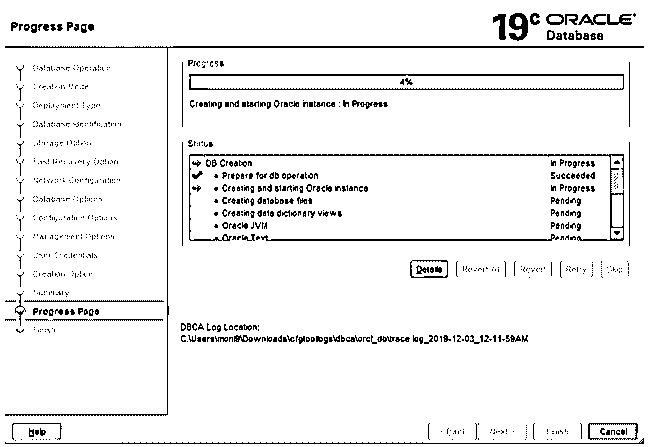 Progress Page
19c ORACLE
Database
Database Operation
Creation Mode
Deployment Type
Database Identification
Storage Option
Fast Recovery Option
Network Configuration
Database Options
Configuration Options
Management Options
User Credentials
Creation Option
Summary
Progress Page
Finish
Progress
4%
Creating and starting Oracle instance : In Progress
Status
DB Creation In Progress
Prepare for db operation Succeeded
Creating and starting Oracle instance In Progress
Creating database files Pending
Creating data dictionary views Pending
Oracle JVM Pending
Oracle Text Pending
Details Revert All Revert Retry Skip
DBCA Log Location:
C:\Users\moni9\Downloads\cfgtoollogs\dbca\orcl_db\trace.log_2019-12-03_12-11-59AM
Help < Back Next > Finish Cancel